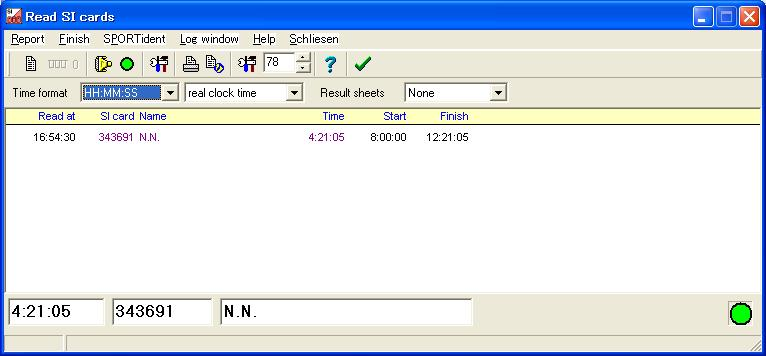 Read SI cards
Report Finish SPORTident Log window Help Schliesen
78 ?
Time format HH:MM:SS real clock time Result sheets None
Read at SI card Name Time Start Finish
16:54:30 343691 N.N. 4:21:05 8:00:00 12:21:05
4:21:05 343691 N.N.